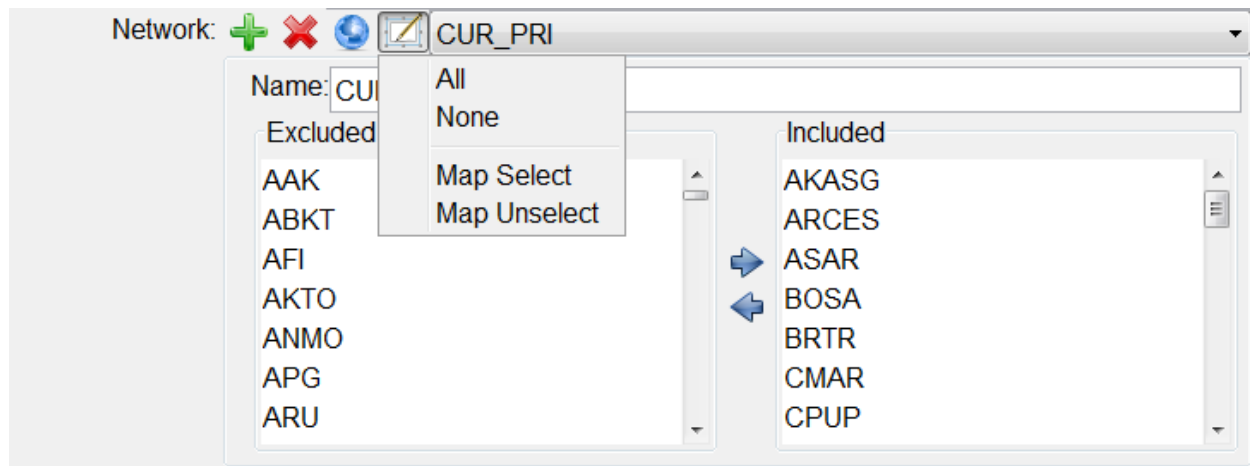 Network: CUR_PRI
Name: CU
All
None
Map Select
Map Unselect
Excluded
AAK
ABKT
AFI
AKTO
ANMO
APG
ARU
Included
AKASG
ARCES
ASAR
BOSA
BRTR
CMAR
CPUP